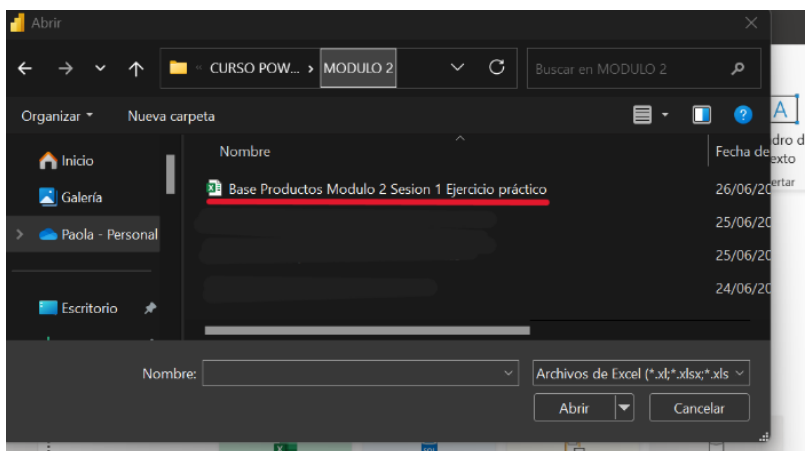 Abrir
CURSO POW... > MODULO 2
Buscar en MODULO 2
Organizar
Nueva carpeta
A
dro d
exto
ertar
Inicio
Galería
Paola - Personal
Escritorio
Nombre
Fecha de
Base Productos Modulo 2 Sesion 1 Ejercicio práctico
26/06/20
25/06/20
25/06/20
24/06/20
Nombre:
Archivos de Excel (*.xl;*.xlsx;*.xls
Abrir
Cancelar